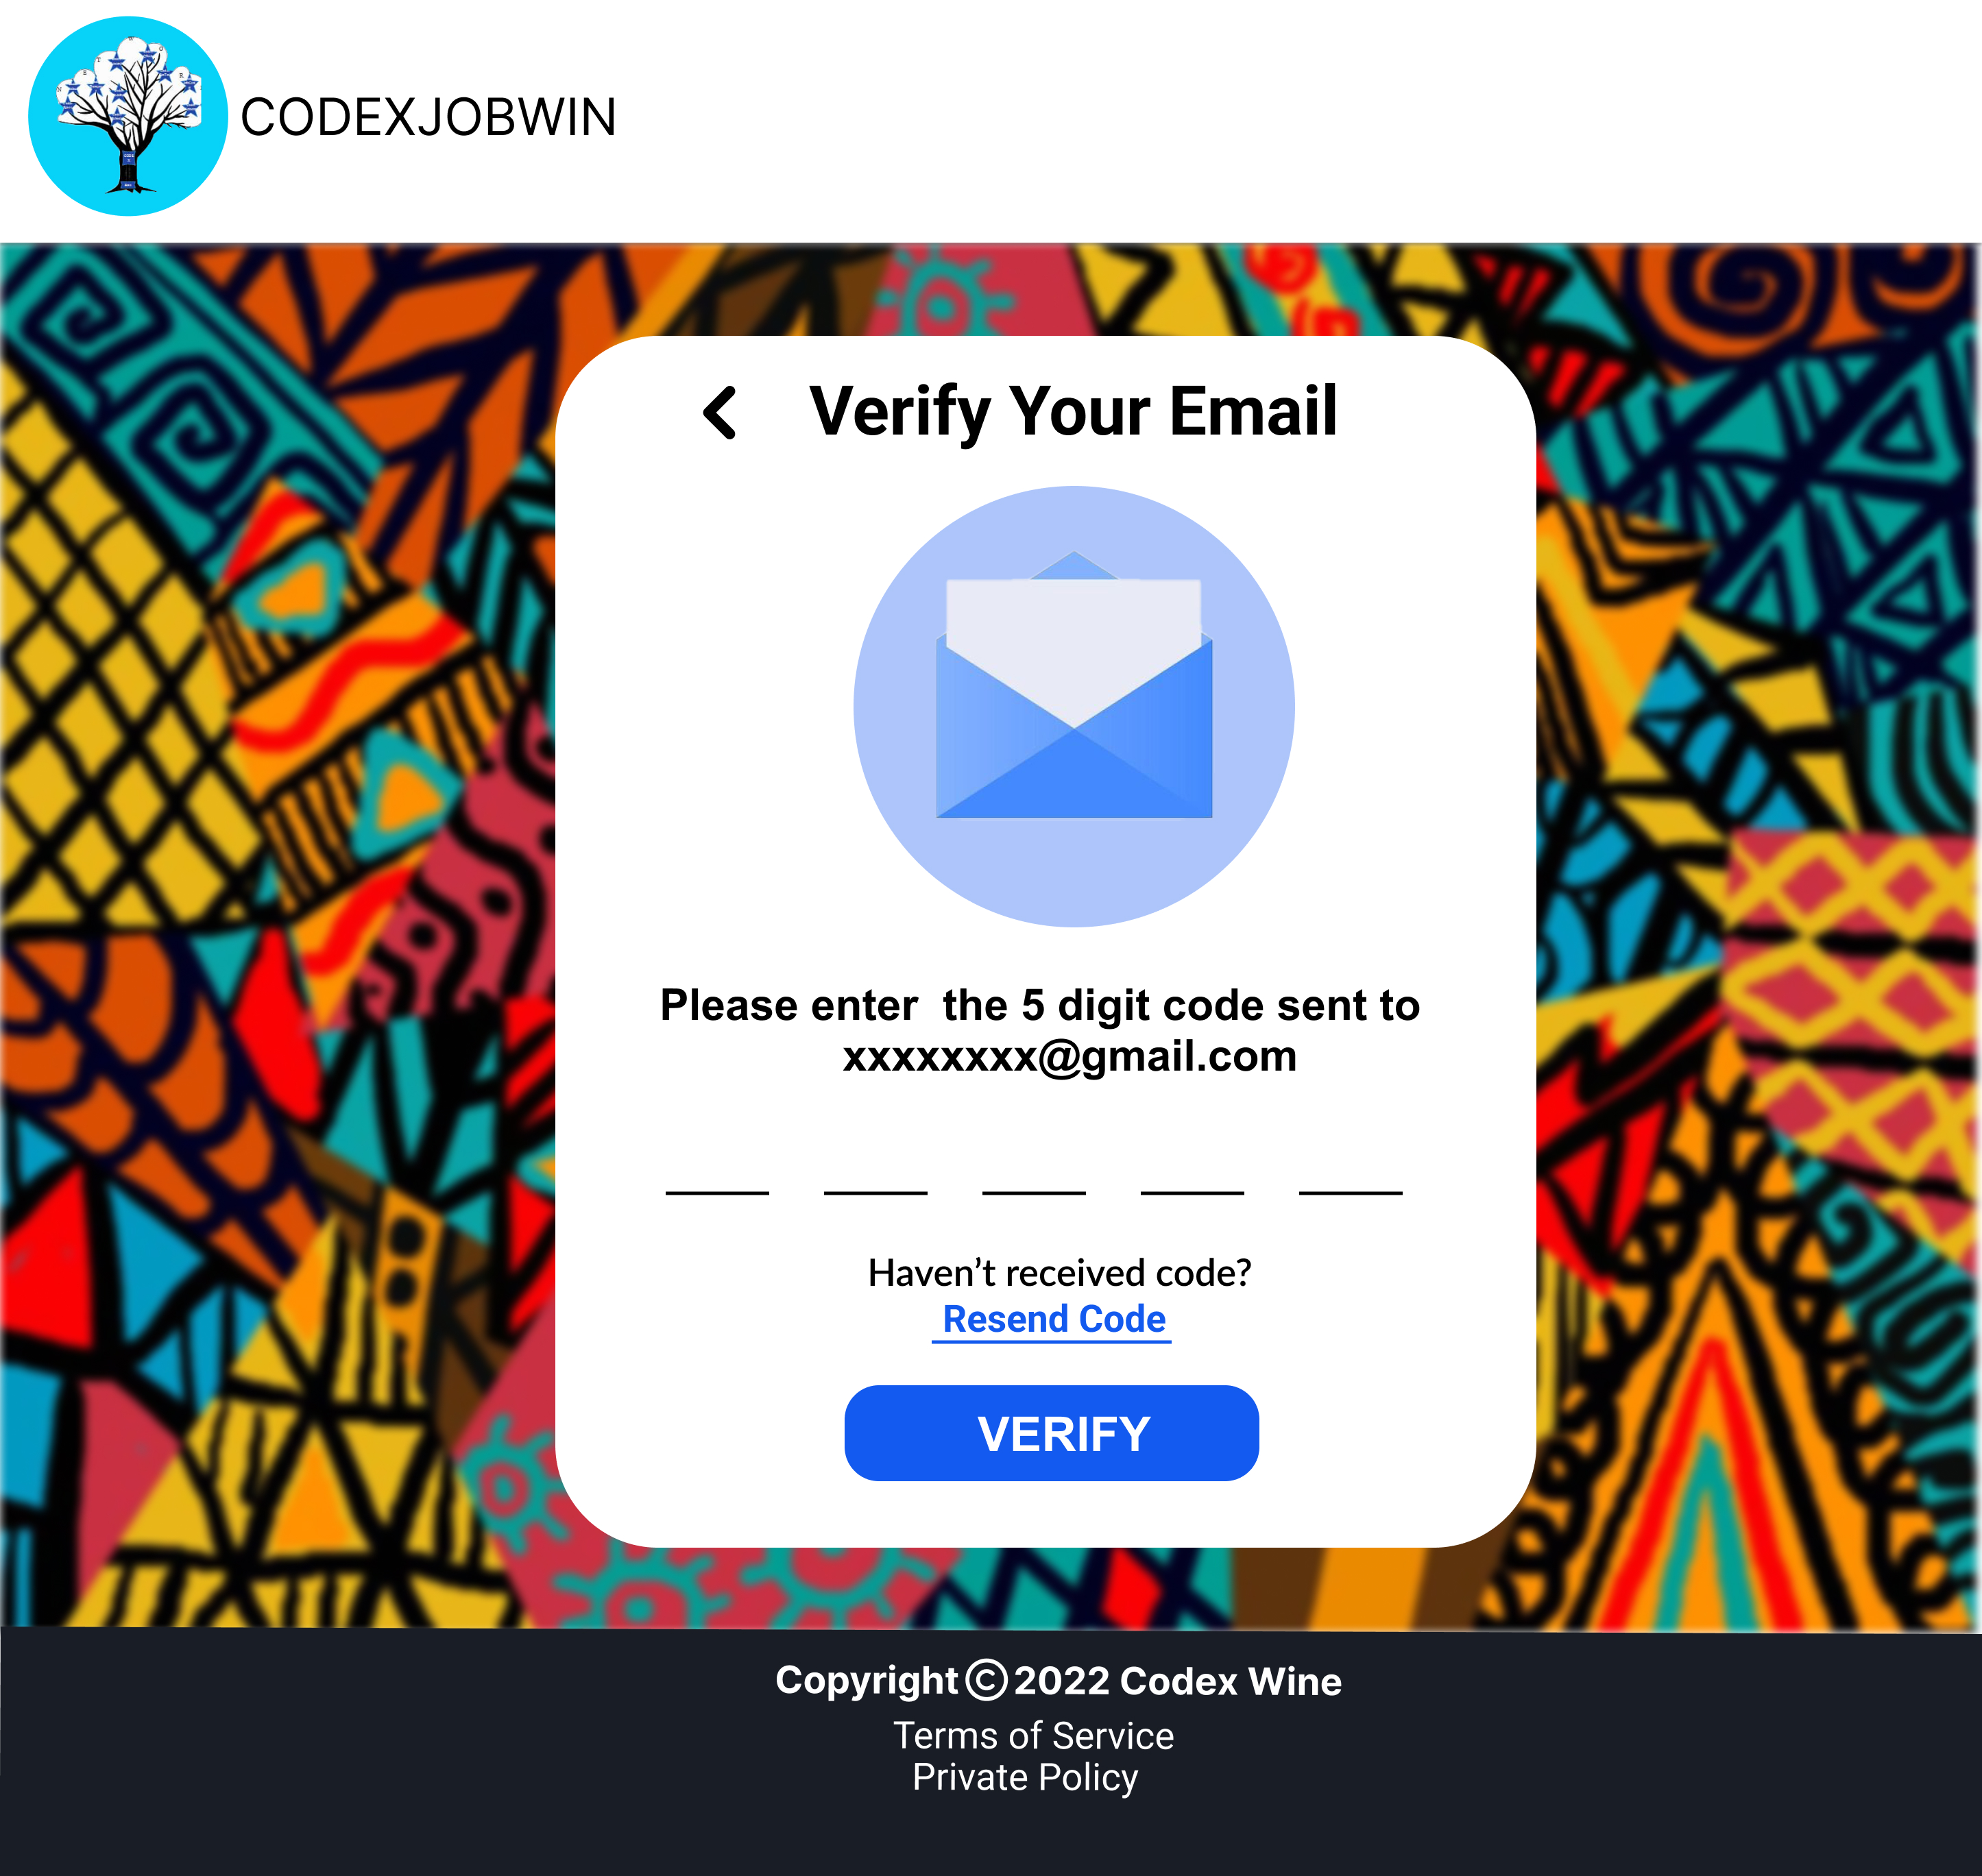 CODEXJOBWIN
Verify Your Email
Please enter  the 5 digit code sent to
xxxxxxxx@gmail.com
Haven’t received code?
Resend Code
VERIFY
Copyright © 2022 Codex Wine
Terms of Service
Private Policy